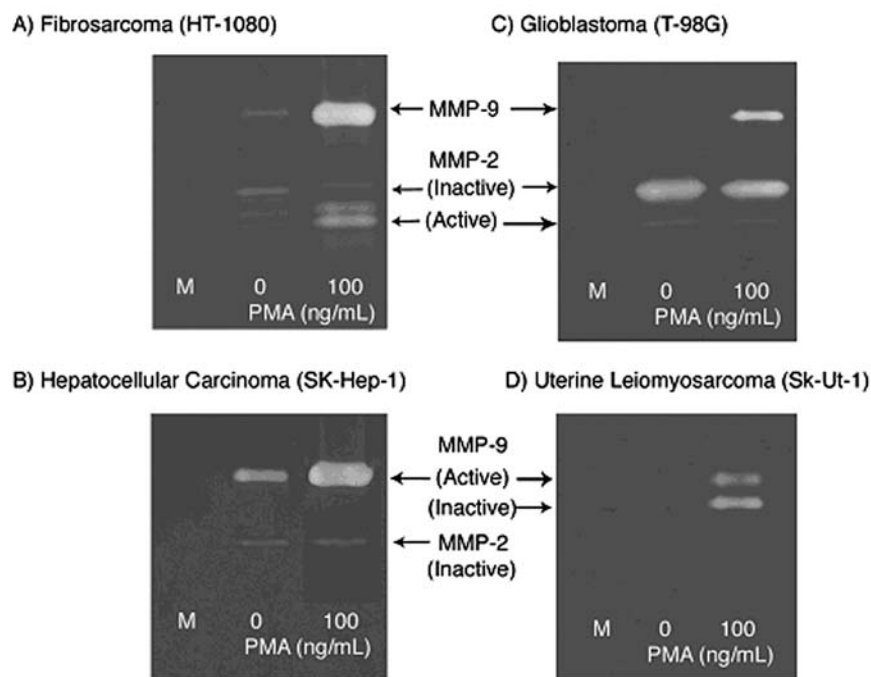 A) Fibrosarcoma (HT-1080)
M 0 100
PMA (ng/mL)
MMP-9
MMP-2
(Inactive)
(Active)
C) Glioblastoma (T-98G)
M 0 100
PMA (ng/mL)
B) Hepatocellular Carcinoma (SK-Hep-1)
M 0 100
PMA (ng/mL)
MMP-9
(Active)
(Inactive)
MMP-2
(Inactive)
D) Uterine Leiomyosarcoma (Sk-Ut-1)
M 0 100
PMA (ng/mL)